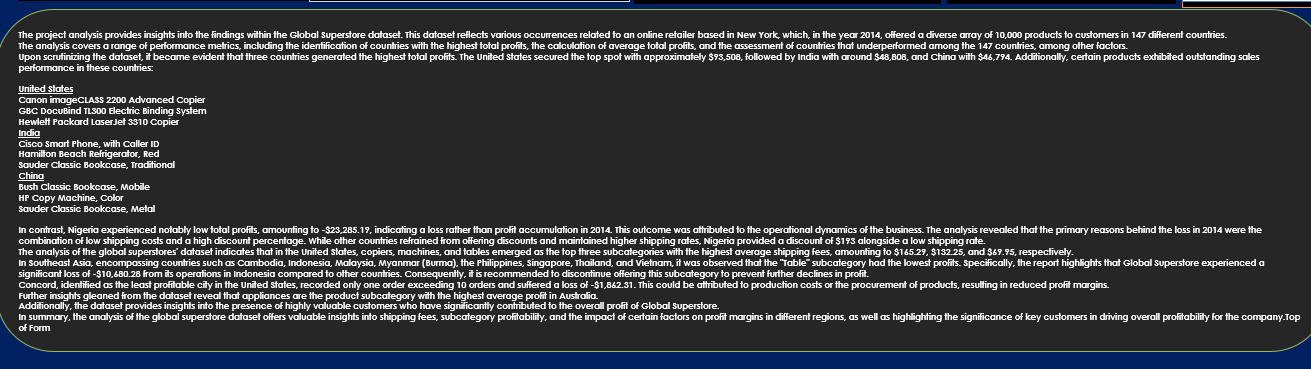 The project analysis provides insights into the findings within the Global Superstore dataset. This dataset reflects various occurrences related to an online retailer based in New York, which, in the year 2014, offered a diverse array of 10,000 products to customers in 147 different countries.
The analysis covers a range of performance metrics, including the identification of countries with the highest total profits, the calculation of average total profits, and the assessment of countries that underperformed among the 147 countries, among other factors.
Upon scrutinizing the dataset, it became evident that three countries generated the highest total profits. The United States secured the top spot with approximately $93,508, followed by India with around $48,808, and China with $46,794. Additionally, certain products exhibited outstanding sales
performance in these countries:
United States
Canon imageCLASS 2200 Advanced Copier
GBC DocuBind TL300 Electric Binding System
Hewlett Packard LaserJet 3310 Copier
India
Cisco Smart Phone, with Caller ID
Hamilton Beach Refrigerator, Red
Sauder Classic Bookcase, Traditional
China
Bush Classic Bookcase, Mobile
HP Copy Machine, Color
Sauder Classic Bookcase, Metal
In contrast, Nigeria experienced notably low total profits, amounting to -$23,285.19, indicating a loss rather than profit accumulation in 2014. This outcome was attributed to the operational dynamics of the business. The analysis revealed that the primary reasons behind the loss in 2014 were the
combination of low shipping costs and a high discount percentage. While other countries refrained from offering discounts and maintained higher shipping rates, Nigeria provided a discount of $193 alongside a low shipping rate.
The analysis of the global superstores' dataset indicates that in the United States, copiers, machines, and tables emerged as the top three subcategories with the highest average shipping fees, amounting to $165.29, $132.25, and $69.95, respectively.
In Southeast Asia, encompassing countries such as Cambodia, Indonesia, Malaysia, Myanmar (Burma), the Philippines, Singapore, Thailand, and Vietnam, it was observed that the "Table" subcategory had the lowest profits. Specifically, the report highlights that Global Superstore experienced a
significant loss of -$10,680.28 from its operations in Indonesia compared to other countries. Consequently, it is recommended to discontinue offering this subcategory to prevent further declines in profit.
Concord, identified as the least profitable city in the United States, recorded only one order exceeding 10 orders and suffered a loss of -$1,862.31. This could be attributed to production costs or the procurement of products, resulting in reduced profit margins.
Further insights gleaned from the dataset reveal that appliances are the product subcategory with the highest average profit in Australia.
Additionally, the dataset provides insights into the presence of highly valuable customers who have significantly contributed to the overall profit of Global Superstore.
In summary, the analysis of the global superstore dataset offers valuable insights into shipping fees, subcategory profitability, and the impact of certain factors on profit margins in different regions, as well as highlighting the significance of key customers in driving overall profitability for the company.Top
of Form